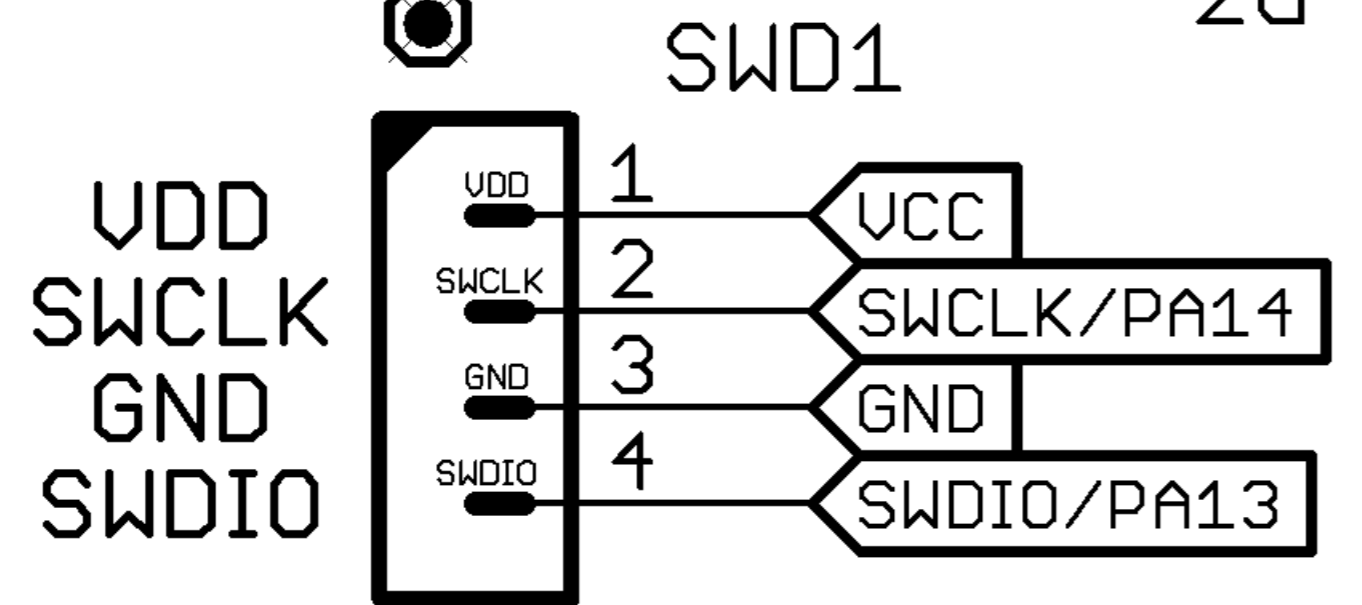 SWD1
VDD VDD 1 VCC
SWCLK SWCLK 2 SWCLK/PA14
GND GND 3 GND
SWDIO SWDIO 4 SWDIO/PA13